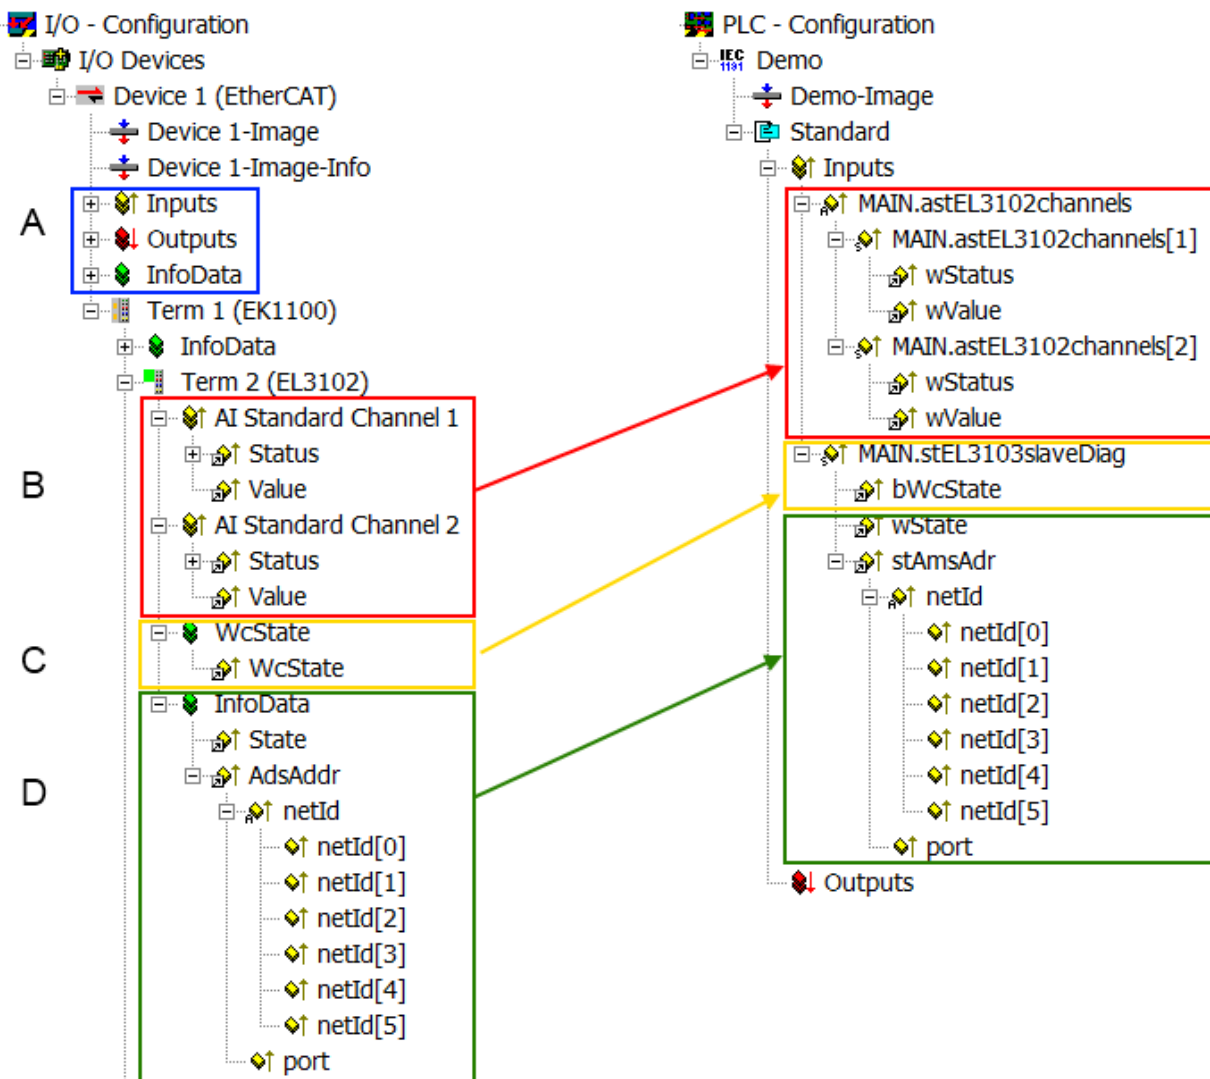 I/O - Configuration
I/O Devices
Device 1 (EtherCAT)
Device 1-Image
Device 1-Image-Info
A
Inputs
Outputs
InfoData
Term 1 (EK1100)
InfoData
Term 2 (EL3102)
B
AI Standard Channel 1
Status
Value
AI Standard Channel 2
Status
Value
C
WcState
WcState
D
InfoData
State
AdsAddr
netId
netId[0]
netId[1]
netId[2]
netId[3]
netId[4]
netId[5]
port
PLC - Configuration
IEC
1131
Demo
Demo-Image
Standard
Inputs
MAIN.astEL3102channels
MAIN.astEL3102channels[1]
wStatus
wValue
MAIN.astEL3102channels[2]
wStatus
wValue
MAIN.stEL3103slaveDiag
bWcState
wState
stAmsAdr
netId
netId[0]
netId[1]
netId[2]
netId[3]
netId[4]
netId[5]
port
Outputs